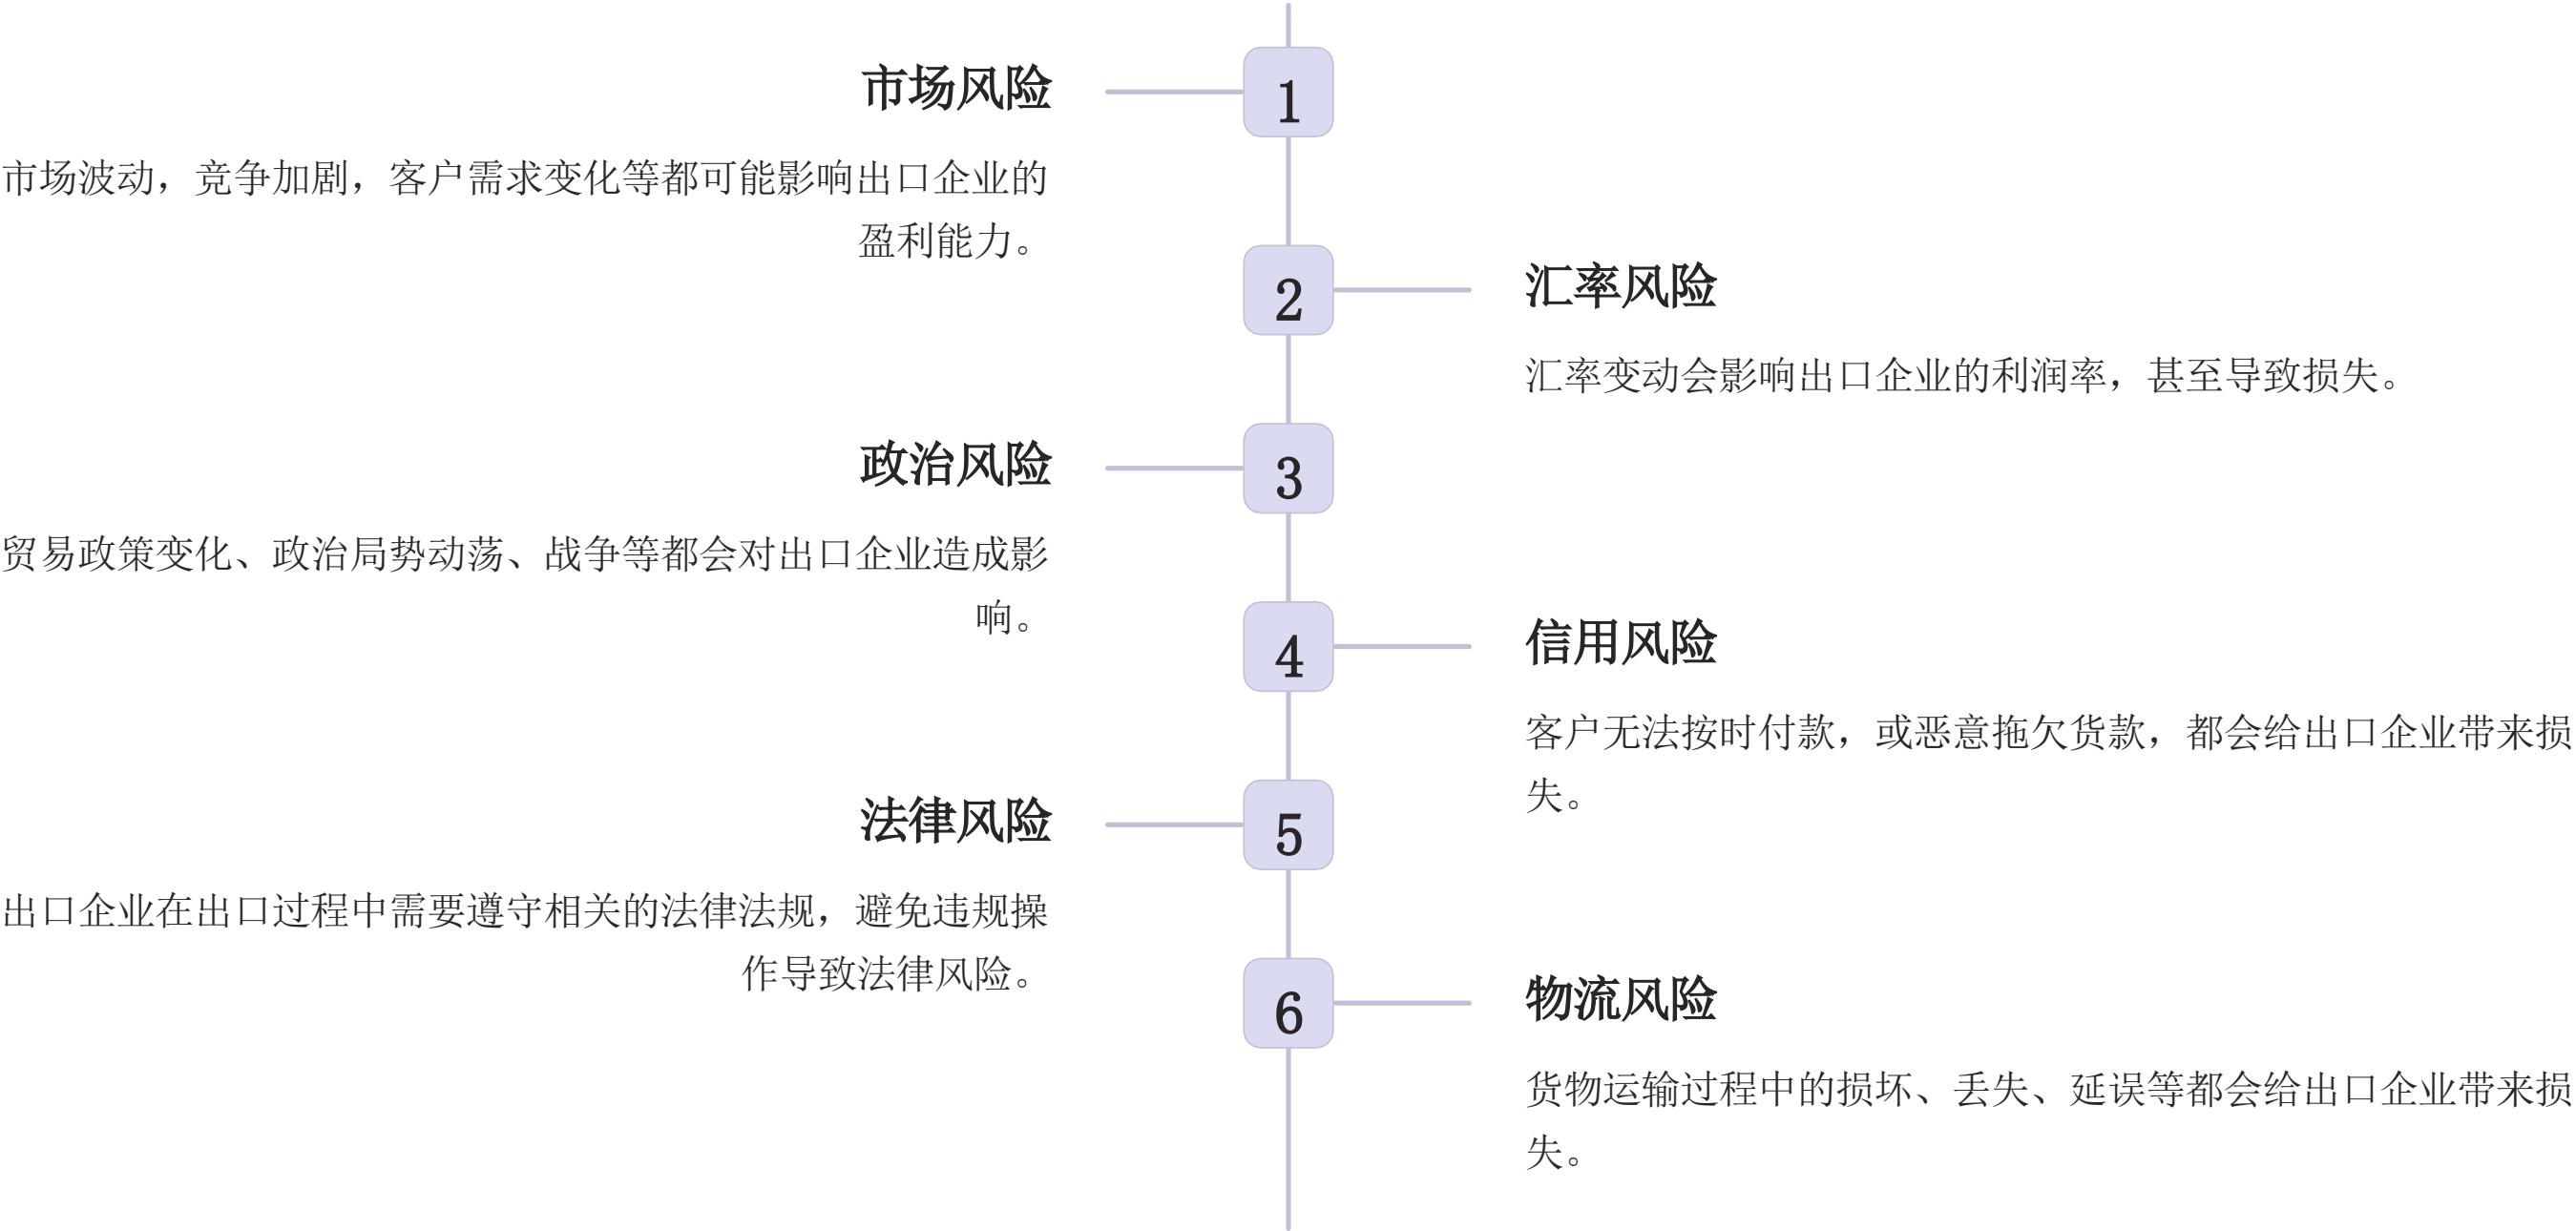 市场风险
1
市场波动，竞争加剧，客户需求变化等都可能影响出口企业的
盈利能力。
2
汇率风险
汇率变动会影响出口企业的利润率，甚至导致损失。
政治风险
3
贸易政策变化、政治局势动荡、战争等都会对出口企业造成影
响。
4
信用风险
客户无法按时付款，或恶意拖欠货款，都会给出口企业带来损
失。
法律风险
5
出口企业在出口过程中需要遵守相关的法律法规，避免违规操
作导致法律风险。
6
物流风险
货物运输过程中的损坏、丢失、延误等都会给出口企业带来损
失。